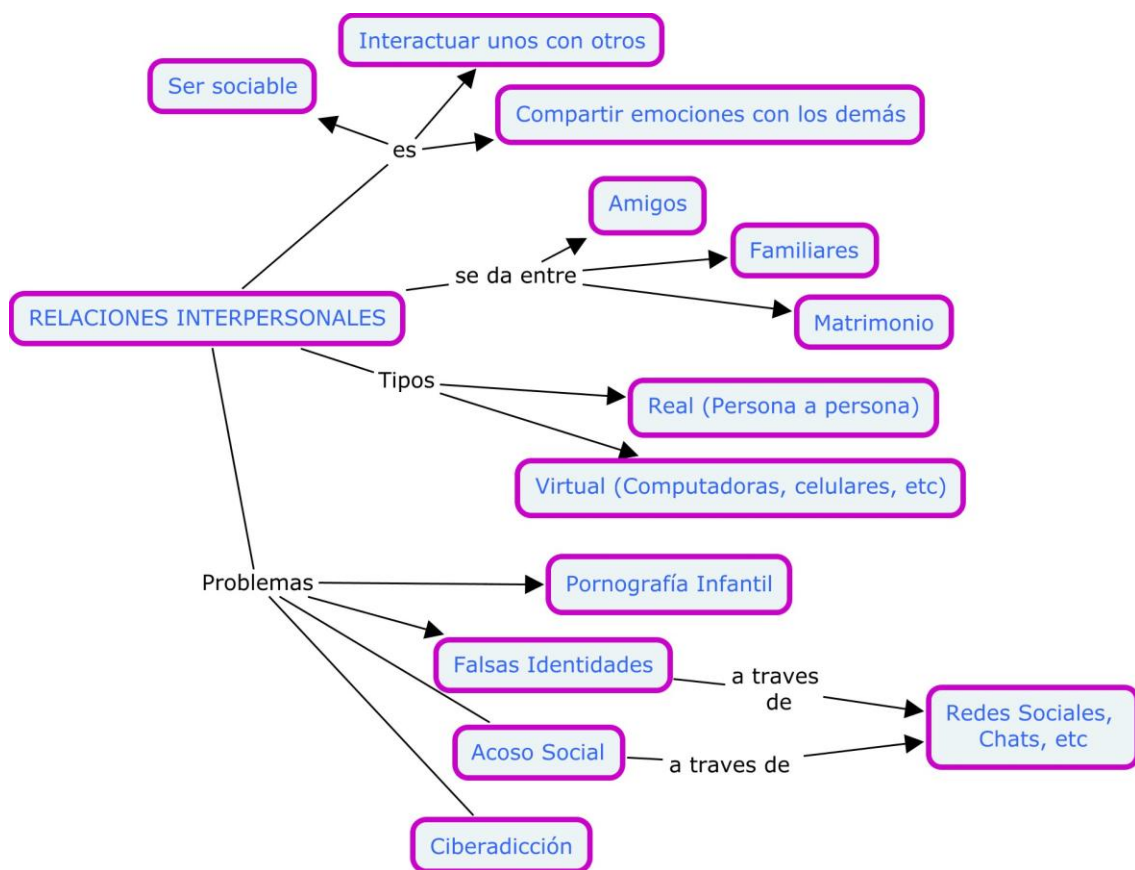 Interactuar unos con otros
Ser sociable
Compartir emociones con los demás
es
Amigos
Familiares
se da entre
RELACIONES INTERPERSONALES
Matrimonio
Tipos
Real (Persona a persona)
Virtual (Computadoras, celulares, etc)
Problemas
Pornografía Infantil
Falsas Identidades
a traves
de
Redes Sociales,
Chats, etc
Acoso Social
a traves de
Ciberadicción